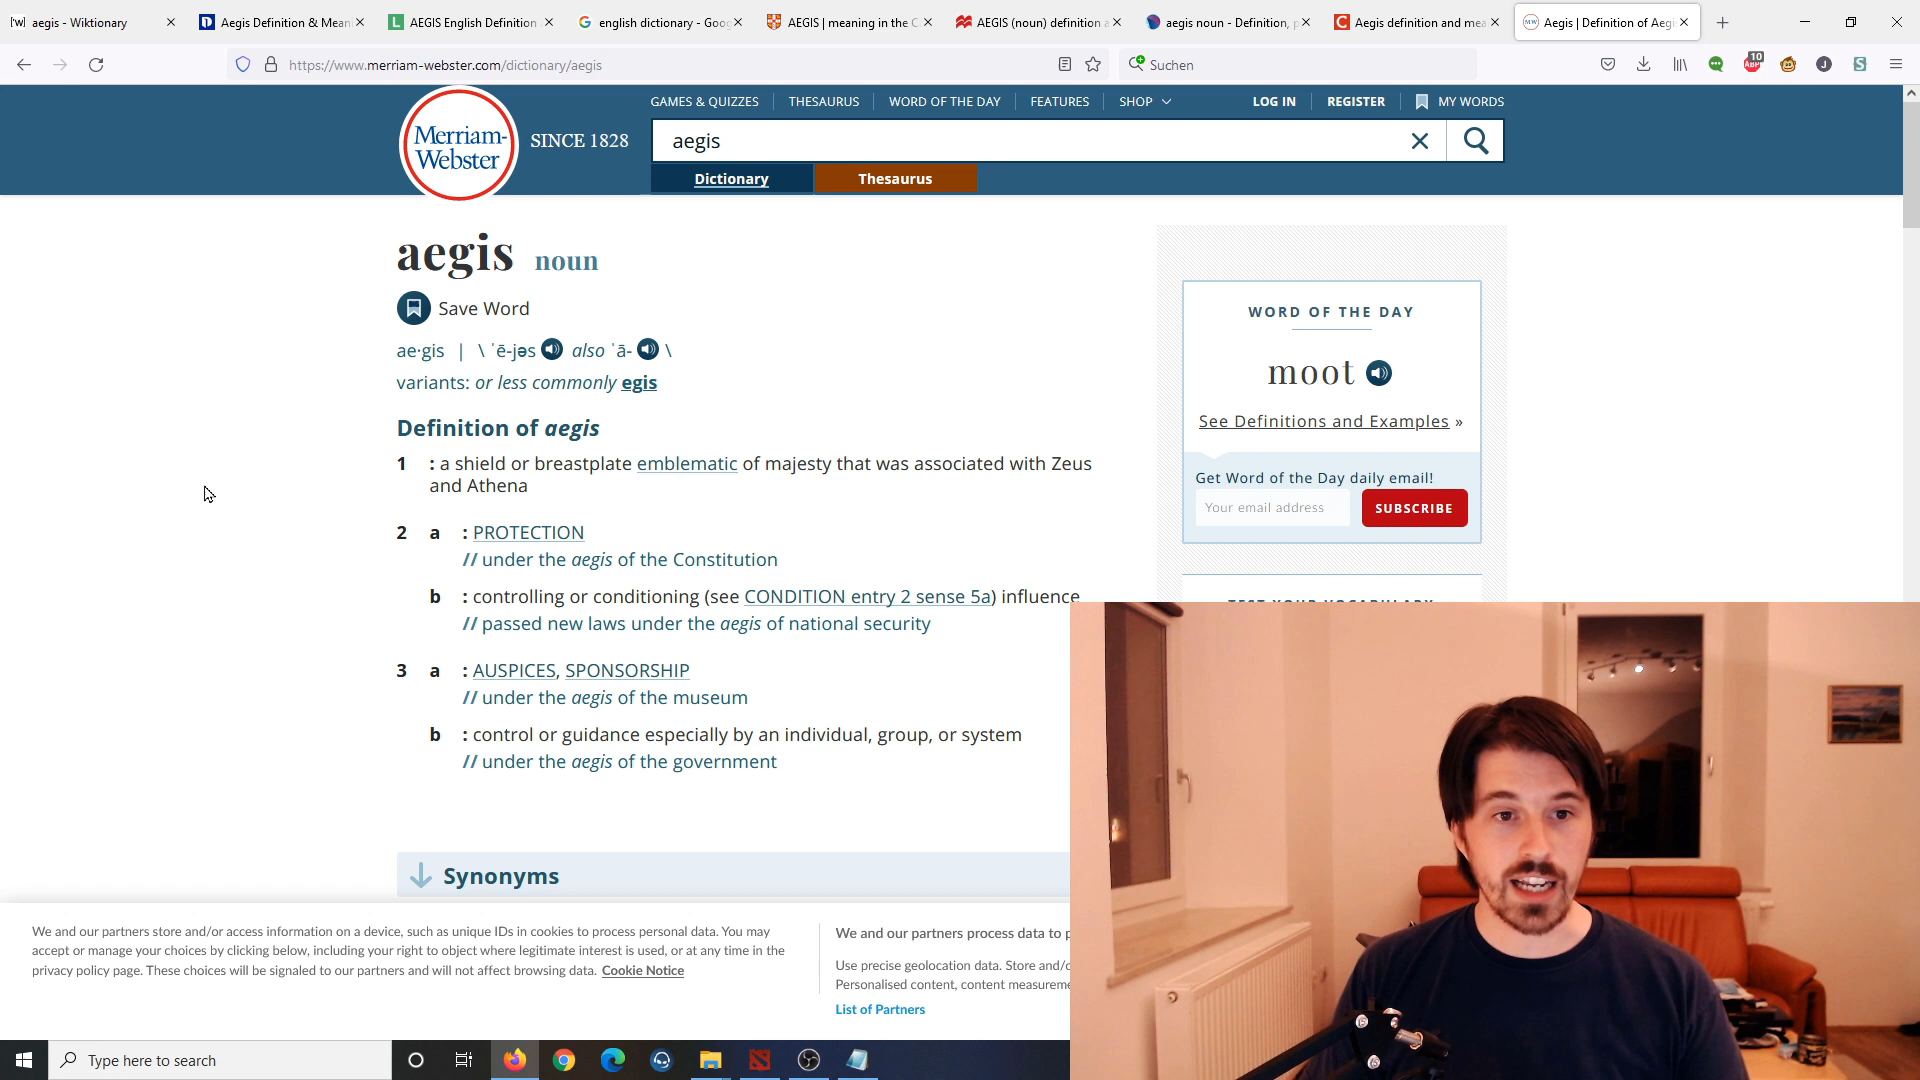 aegis - Wiktionary
Aegis Definition & Mean
AEGIS English Definition
english dictionary - Goog
AEGIS | meaning in the C
AEGIS (noun) definition a
aegis noun - Definition, p
Aegis definition and mea
Aegis | Definition of Aegi
https://www.merriam-webster.com/dictionary/aegis
Suchen
10
ABP
GAMES & QUIZZES
THESAURUS
WORD OF THE DAY
FEATURES
SHOP
LOG IN
REGISTER
MY WORDS
Merriam-
Webster
SINCE 1828
aegis
Dictionary
Thesaurus
aegis noun
Save Word
ae·gis | \ ˈē-jəs also ˈā- \
variants: or less commonly egis
Definition of aegis
1 : a shield or breastplate emblematic of majesty that was associated with Zeus
and Athena
2 a : PROTECTION
// under the aegis of the Constitution
b : controlling or conditioning (see CONDITION entry 2 sense 5a) influence
// passed new laws under the aegis of national security
3 a : AUSPICES, SPONSORSHIP
// under the aegis of the museum
b : control or guidance especially by an individual, group, or system
// under the aegis of the government
Synonyms
WORD OF THE DAY
moot
See Definitions and Examples »
Get Word of the Day daily email!
Your email address
SUBSCRIBE
TEST YOUR VOCABULARY
We and our partners store and/or access information on a device, such as unique IDs in cookies to process personal data. You may
accept or manage your choices by clicking below, including your right to object where legitimate interest is used, or at any time in the
privacy policy page. These choices will be signaled to our partners and will not affect browsing data. Cookie Notice
We and our partners process data to p
Use precise geolocation data. Store and/o
Personalised content, content measureme
List of Partners
Type here to search